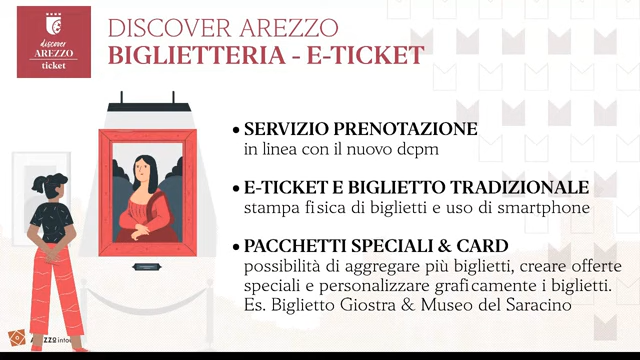 discover
AREZZO
ticket
DISCOVER AREZZO
BIGLIETTERIA - E-TICKET
• SERVIZIO PRENOTAZIONE
in linea con il nuovo dcpm
• E-TICKET E BIGLIETTO TRADIZIONALE
stampa fisica di biglietti e uso di smartphone
• PACCHETTI SPECIALI & CARD
possibilità di aggregare più biglietti, creare offerte
speciali e personalizzare graficamente i biglietti.
Es. Biglietto Giostra & Museo del Saracino